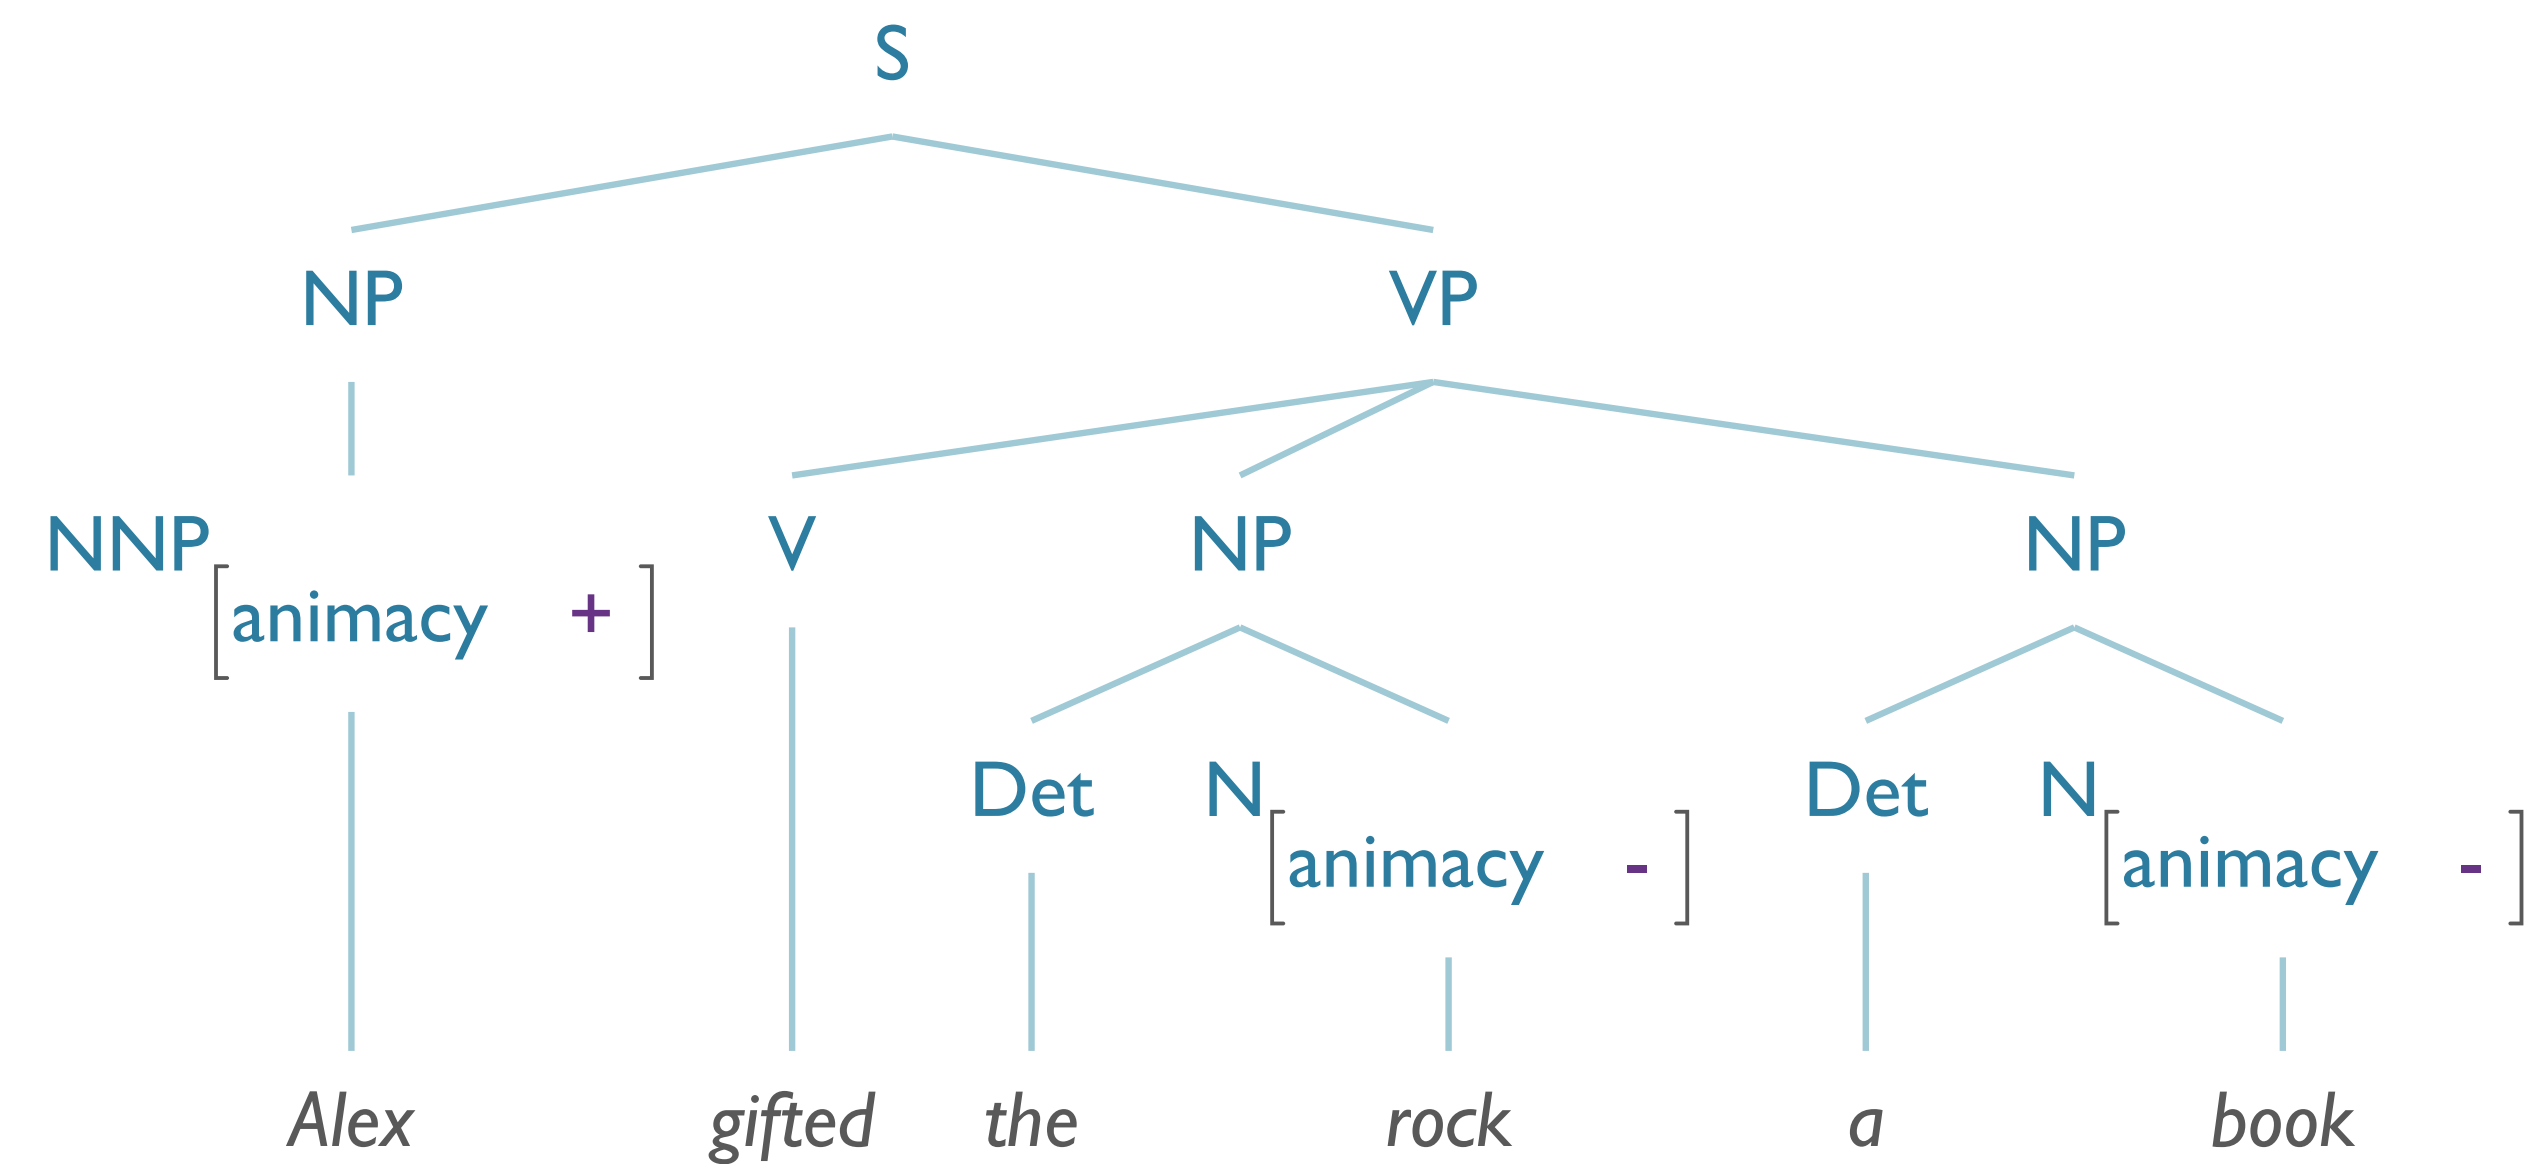 S
NP VP
NNP[animacy +] V NP NP
Det N[animacy -] Det N[animacy -]
Alex gifted the rock a book